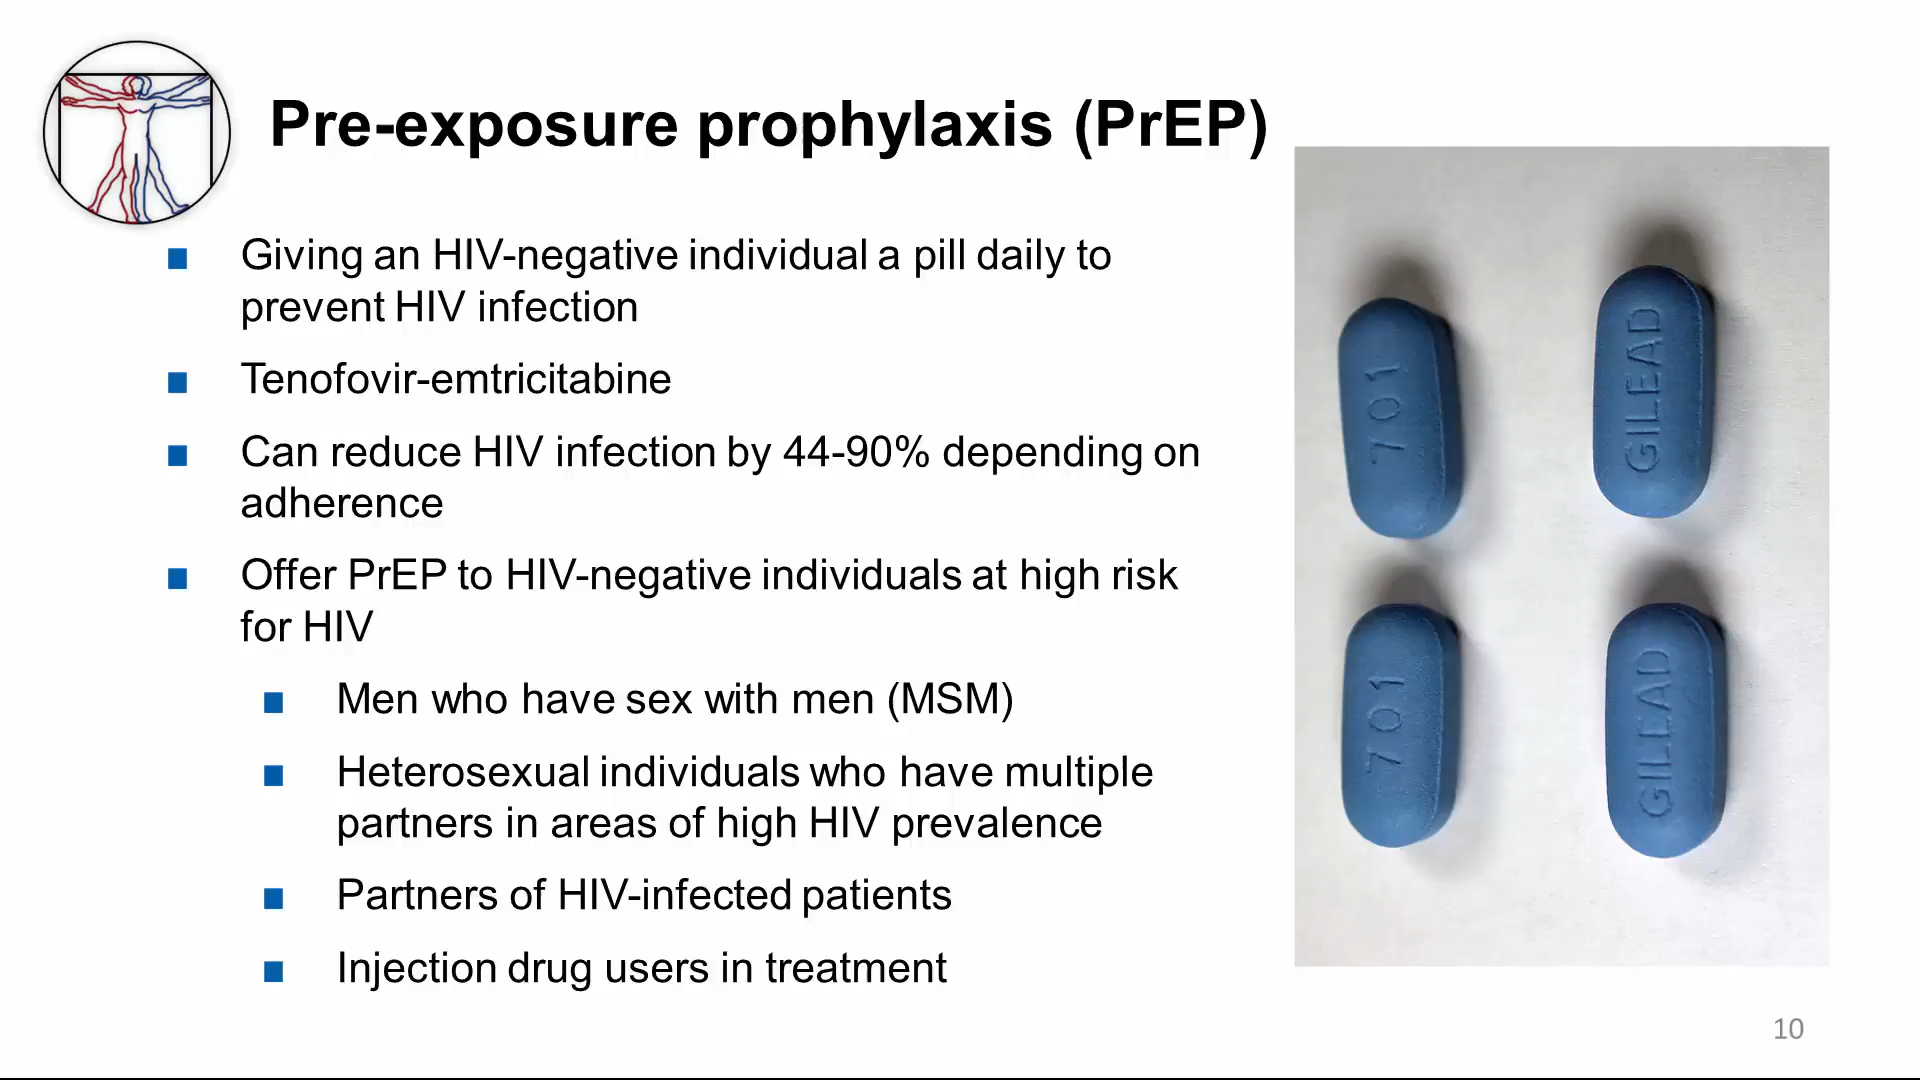 Pre-exposure prophylaxis (PrEP)
Giving an HIV-negative individual a pill daily to
prevent HIV infection
Tenofovir-emtricitabine
Can reduce HIV infection by 44-90% depending on
adherence
Offer PrEP to HIV-negative individuals at high risk
for HIV
Men who have sex with men (MSM)
Heterosexual individuals who have multiple
partners in areas of high HIV prevalence
Partners of HIV-infected patients
Injection drug users in treatment
701
GILEAD
701
GILEAD
10